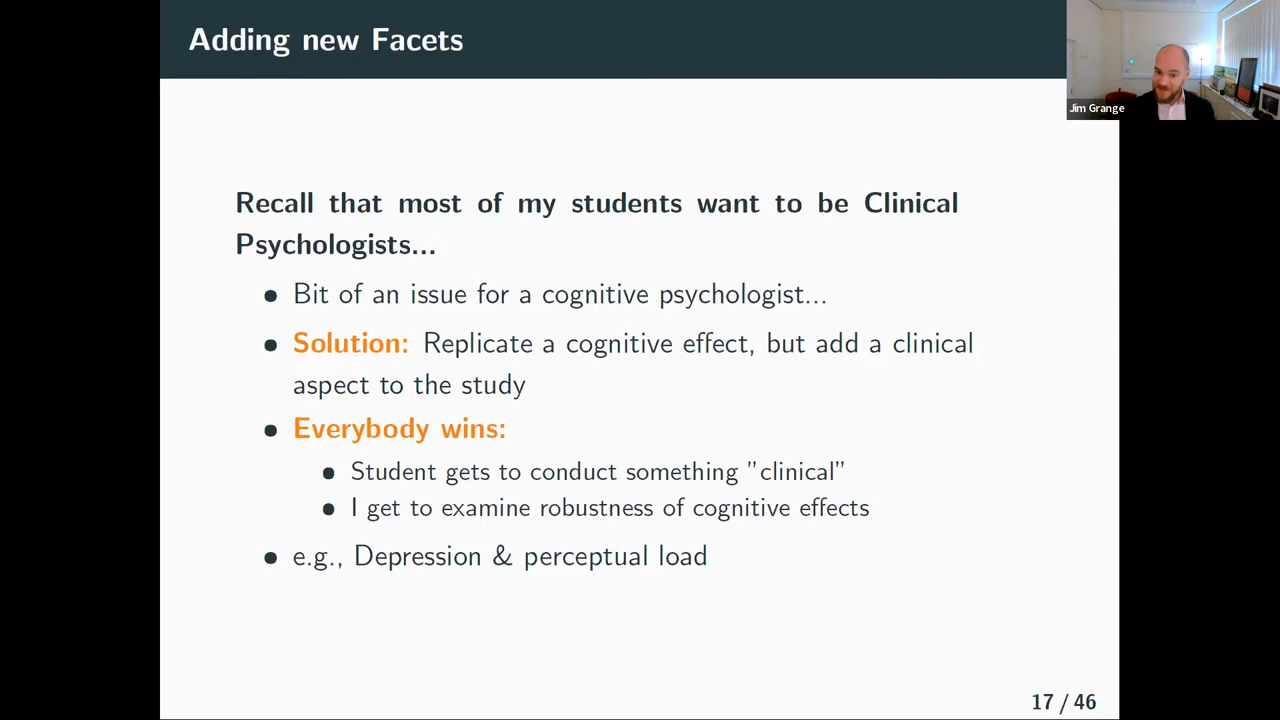 Adding new Facets
Jim Grange
Recall that most of my students want to be Clinical
Psychologists...
• Bit of an issue for a cognitive psychologist...
• Solution: Replicate a cognitive effect, but add a clinical
aspect to the study
• Everybody wins:
• Student gets to conduct something "clinical"
• I get to examine robustness of cognitive effects
• e.g., Depression & perceptual load
17 / 46